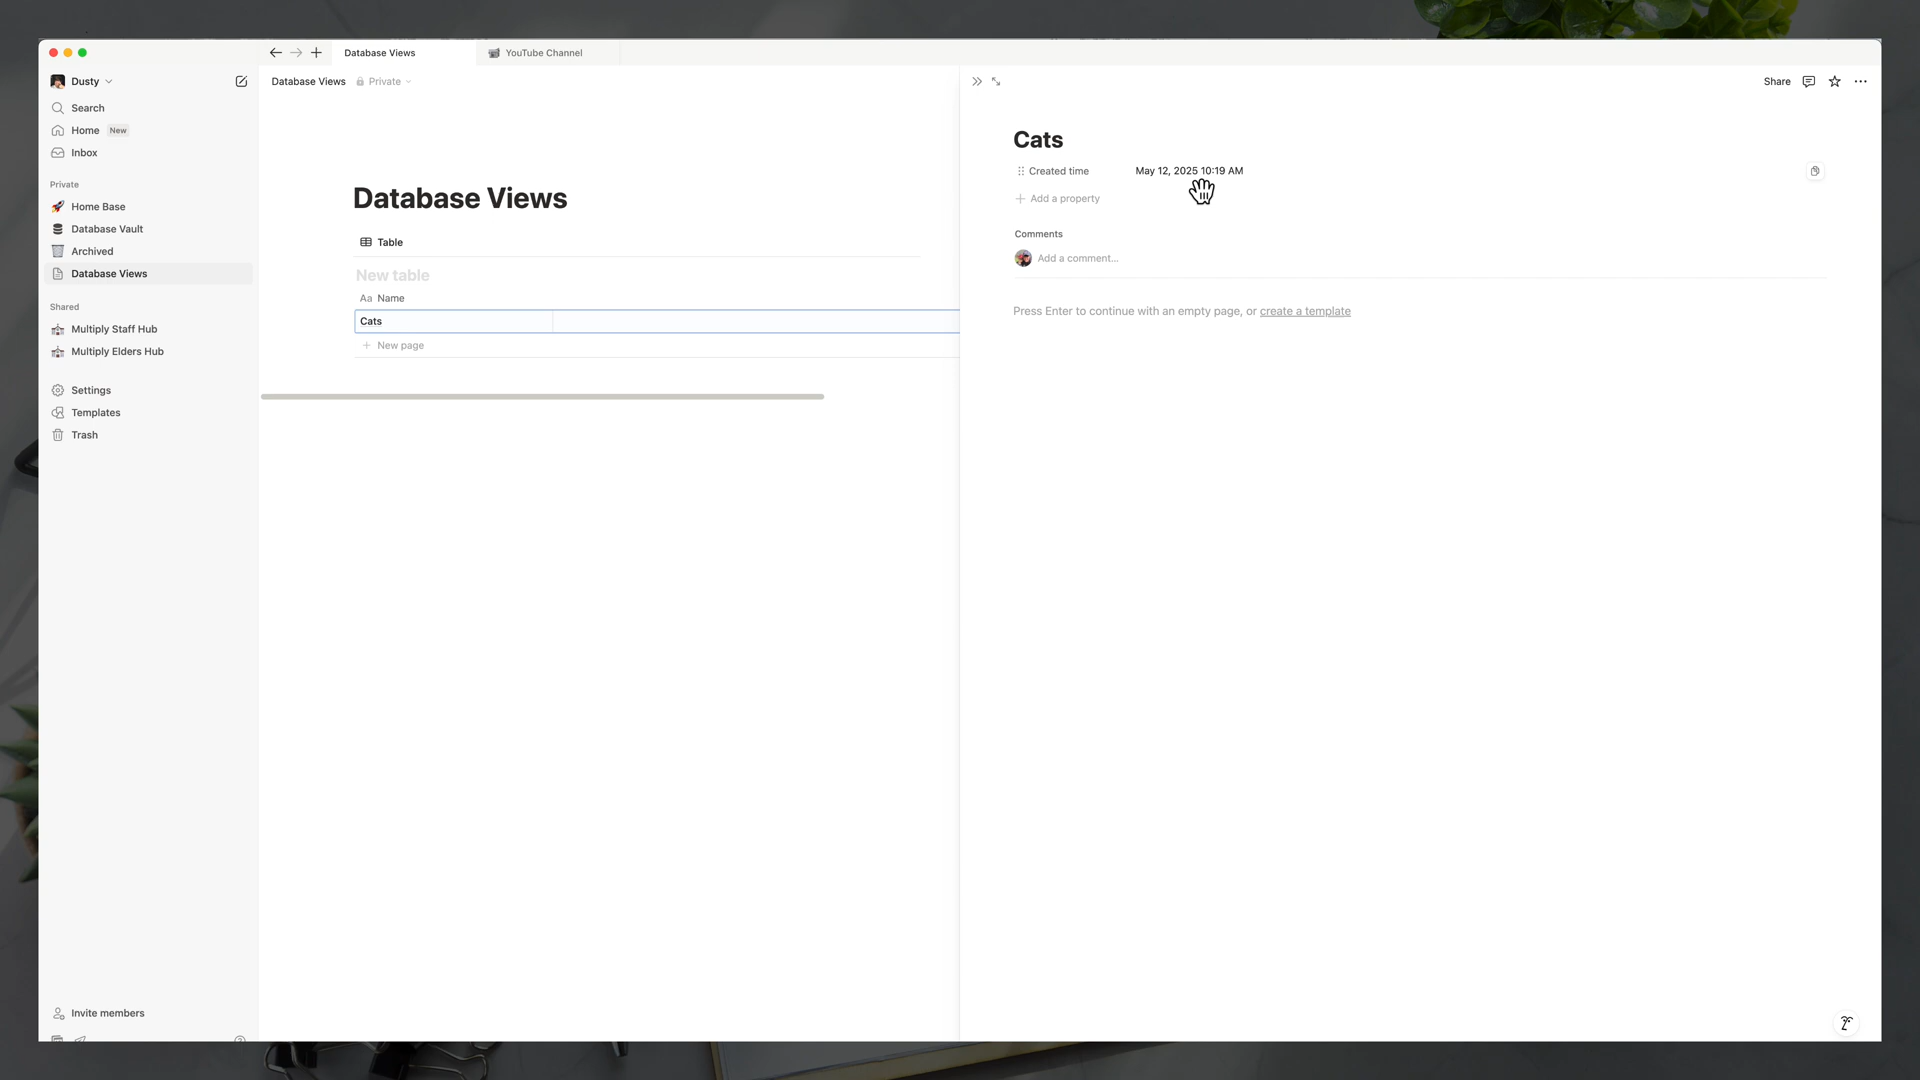 Database Views
YouTube Channel
Dusty
Search
Home New
Inbox
Private
Home Base
Database Vault
Archived
Database Views
Shared
Multiply Staff Hub
Multiply Elders Hub
Settings
Templates
Trash
Invite members
Database Views Private
Database Views
Table
New table
Aa Name
Cats
New page
Share
Cats
Created time May 12, 2025 10:19 AM
Add a property
Comments
Add a comment...
Press Enter to continue with an empty page, or create a template